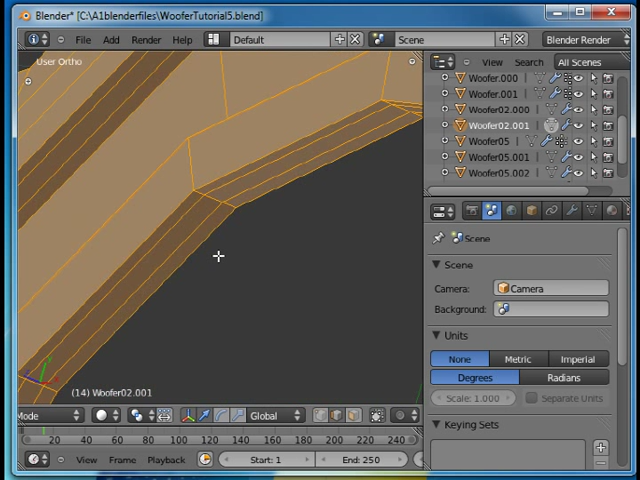 Blender* [C:\A1blenderfiles\WooferTutorial5.blend]
File Add Render Help Default Scene Blender Render
User Ortho
View Search All Scenes
Woofer.000
Woofer.001
Woofer02.000
Woofer02.001
Woofer05
Woofer05.001
Woofer05.002
Scene
Scene
Camera: Camera
Background:
Units
None Metric Imperial
Degrees Radians
Scale: 1.000 Separate Units
Keying Sets
(14) Woofer02.001
Mode Global
20 40 60 80 100 120 140 160 180 200 220 240
View Frame Playback Start: 1 End: 250